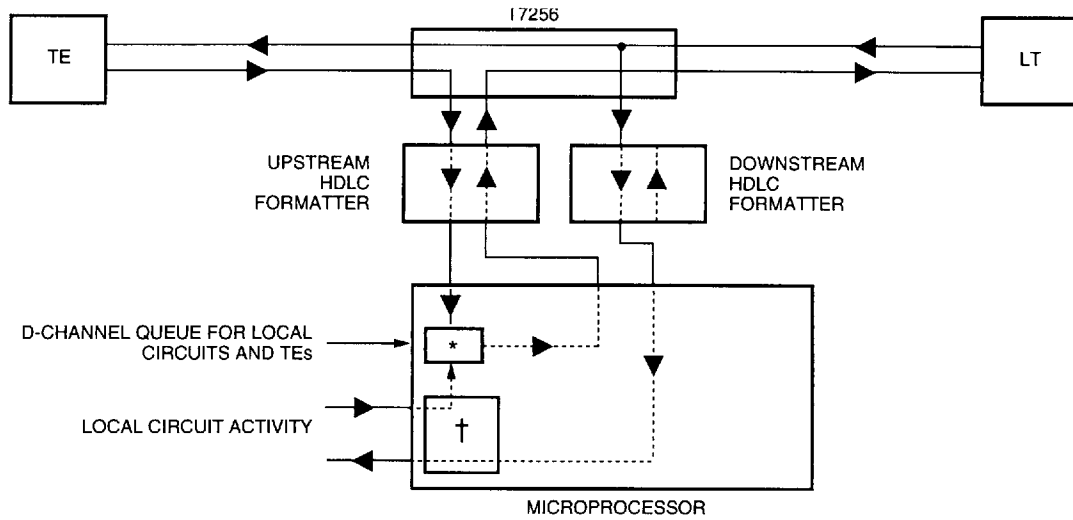 T7256
TE
LT
UPSTREAM
HDLC
FORMATTER
DOWNSTREAM
HDLC
FORMATTER
D-CHANNEL QUEUE FOR LOCAL
CIRCUITS AND TEs
*
LOCAL CIRCUIT ACTIVITY
†
MICROPROCESSOR